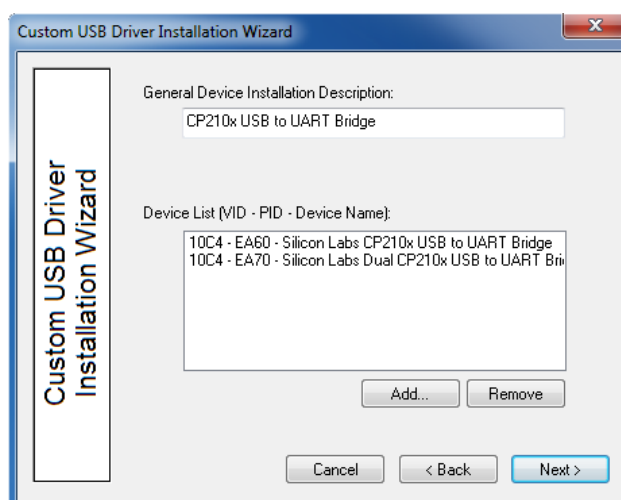 Custom USB Driver Installation Wizard
Custom USB Driver
Installation Wizard
General Device Installation Description:
CP210x USB to UART Bridge
Device List (VID - PID - Device Name):
10C4 - EA60 - Silicon Labs CP210x USB to UART Bridge
10C4 - EA70 - Silicon Labs Dual CP210x USB to UART Bri
Add... Remove
Cancel < Back Next >